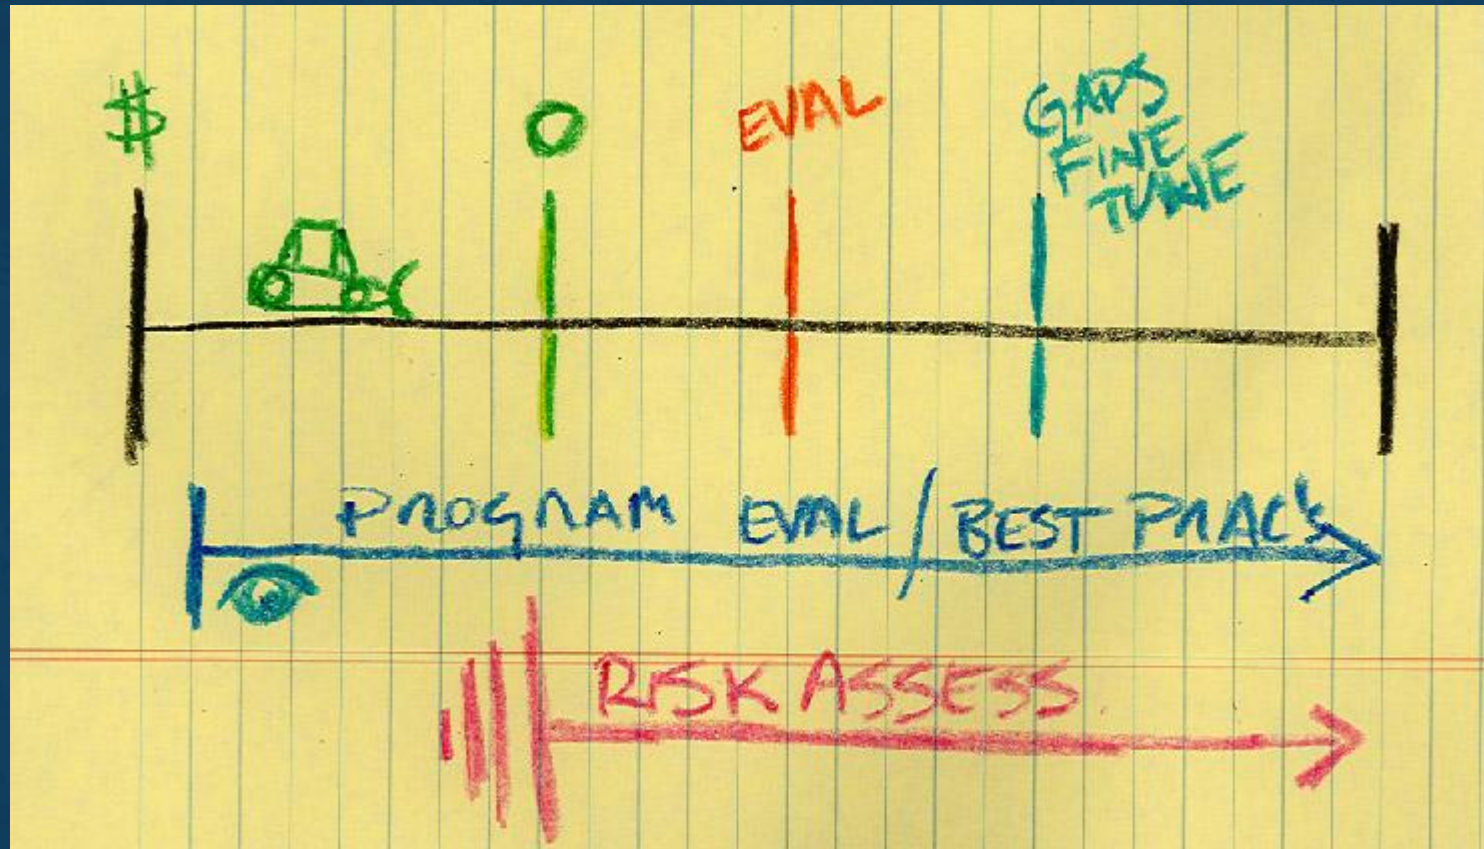 $
O
EVAL
GAPS
FINE
TUNE
PROGRAM EVAL / BEST PRAC'S
RISK ASSESS